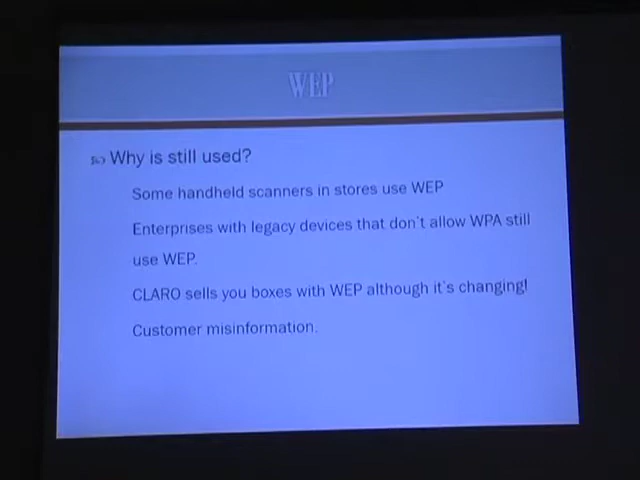 WEP
Why is still used?
Some handheld scanners in stores use WEP
Enterprises with legacy devices that don't allow WPA still
use WEP.
CLARO sells you boxes with WEP although it's changing!
Customer misinformation.